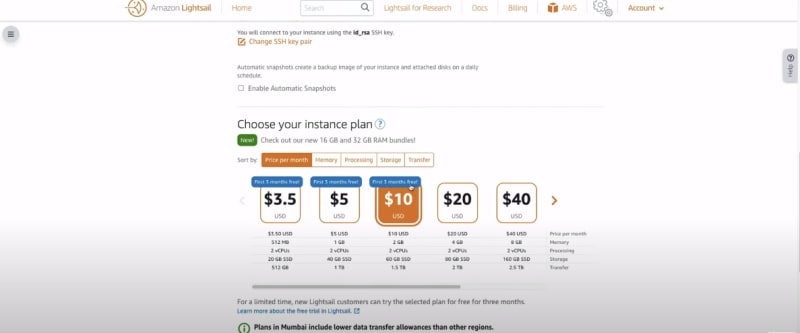 Amazon Lightsail Home Search Lightsail for Research Docs Billing AWS Account
You will connect to your instance using the id_rsa SSH key.
Change SSH key pair
Help
Automatic snapshots create a backup image of your instance and attached disks on a daily
schedule.
Enable Automatic Snapshots
Choose your instance plan ?
New! Check out our new 16 GB and 32 GB RAM bundles!
Sort by: Price per month Memory Processing Storage Transfer
First 3 months free! First 3 months free! First 3 months free!
$3.5 $5 $10 $20 $40
USD USD USD USD USD
$3.50 USD $5 USD $10 USD $20 USD $40 USD Price per month
512 MB 1 GB 2 GB 4 GB 8 GB Memory
2 vCPUs 2 vCPUs 2 vCPUs 2 vCPUs 2 vCPUs Processing
20 GB SSD 40 GB SSD 60 GB SSD 80 GB SSD 160 GB SSD Storage
512 GB 1 TB 1.5 TB 2 TB 2.5 TB Transfer
For a limited time, new Lightsail customers can try the selected plan for free for three months.
Learn more about the free trial in Lightsail.
Plans in Mumbai include lower data transfer allowances than other regions.